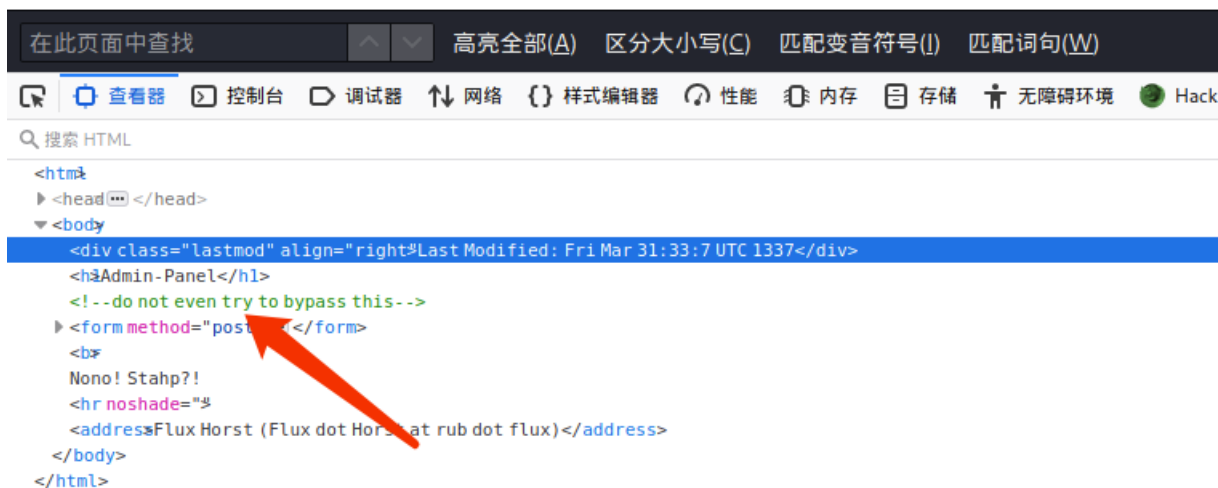 在此页面中查找 高亮全部(A) 区分大小写(C) 匹配变音符号(I) 匹配词句(W)
查看器 控制台 调试器 网络 {} 样式编辑器 性能 内存 存储 无障碍环境 Hack
搜索 HTML
<html>
<head ... </head>
<body>
<div class="lastmod" align="right">Last Modified: Fri Mar 31:33:7 UTC 1337</div>
<h1>Admin-Panel</h1>
<!--do not even try to bypass this-->
<form method="post </form>
<br>
Nono! Stahp?!
<hr noshade="">
<address>Flux Horst (Flux dot Horst at rub dot flux)</address>
</body>
</html>